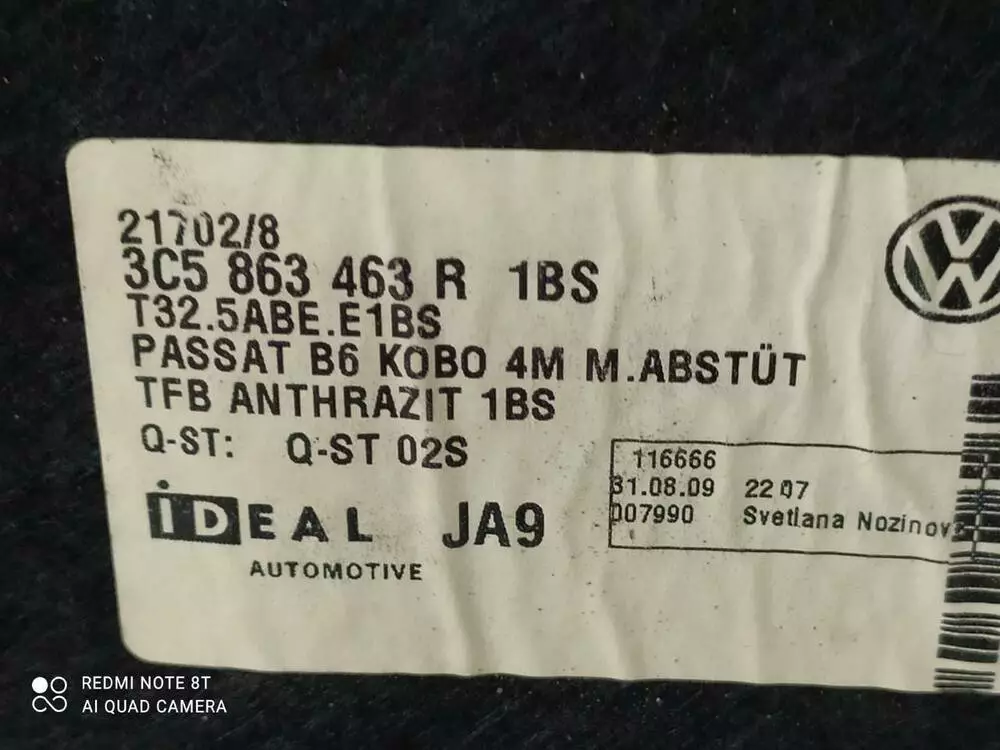 21702/8
3C5 863 463 R 1BS
T32.5ABE.E1BS
PASSAT B6 KOBO 4M M.ABSTÜT
TFB ANTHRAZIT 1BS
Q-ST: Q-ST 02S
116666
31.08.09 22 07
007990 Svetlana
iDEAL JA9
AUTOMOTIVE
VW
REDMI NOTE 8T
AI QUAD CAMERA